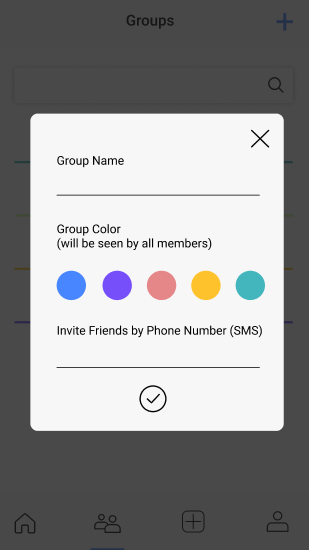 Groups
Group Name
Group Color
(will be seen by all members)
Invite Friends by Phone Number (SMS)